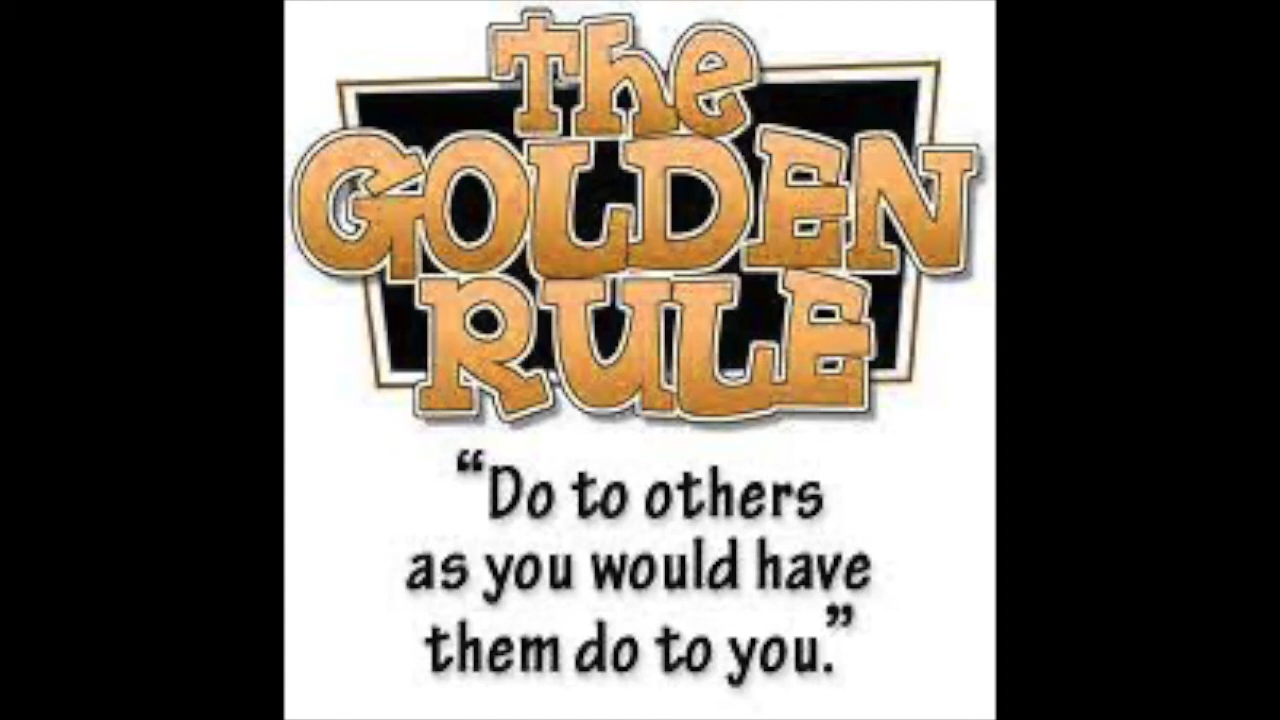 The
GOLDEN
RULE
“Do to others
as you would have
them do to you.”